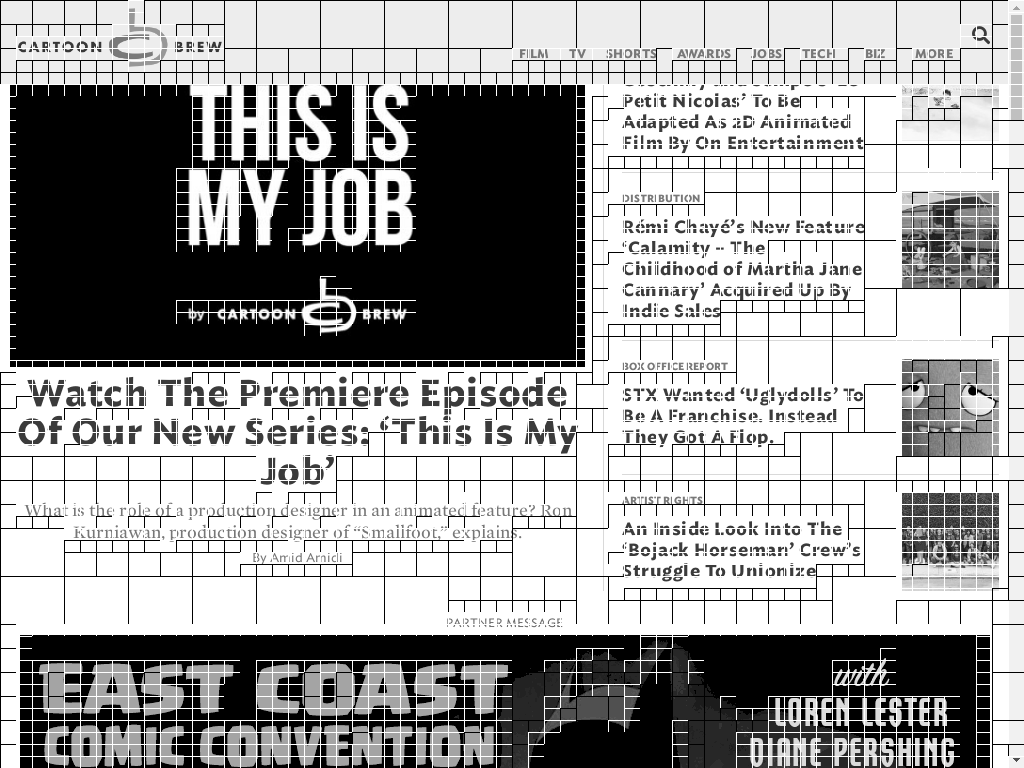 CARTOON BREW
FILM TV SHORTS AWARDS JOBS TECH BIZ MORE
THIS IS
MY JOB
by CARTOON BREW
Watch The Premiere Episode
Of Our New Series: ‘This Is My
Job’
What is the role of a production designer in an animated feature? Ron
Kurniawan, production designer of “Smallfoot,” explains.
By Amid Amidi
Petit Nicolas’ To Be
Adapted As 2D Animated
Film By On Entertainment
DISTRIBUTION
Rémi Chayé’s New Feature
‘Calamity – The
Childhood of Martha Jane
Cannary’ Acquired Up By
Indie Sales
BOX OFFICE REPORT
STX Wanted ‘Uglydolls’ To
Be A Franchise. Instead
They Got A Flop.
ARTIST RIGHTS
An Inside Look Into The
‘Bojack Horseman’ Crew’s
Struggle To Unionize
PARTNER MESSAGE
EAST COAST
COMIC CONVENTION
with
LOREN LESTER
DIANE PERSHING